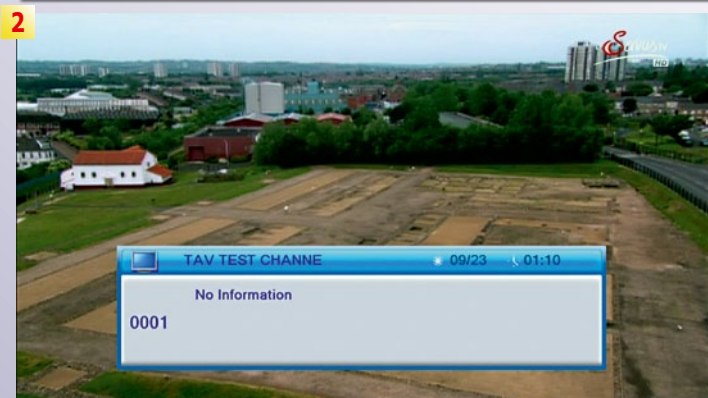 2
HD
TAV TEST CHANNE
09/23
01:10
No Information
0001